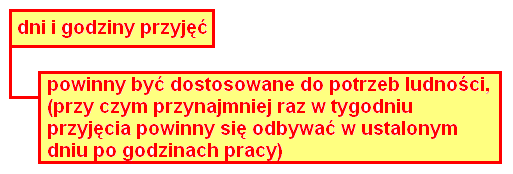 dni i godziny przyjęć
powinny być dostosowane do potrzeb ludności,
(przy czym przynajmniej raz w tygodniu
przyjęcia powinny się odbywać w ustalonym
dniu po godzinach pracy)